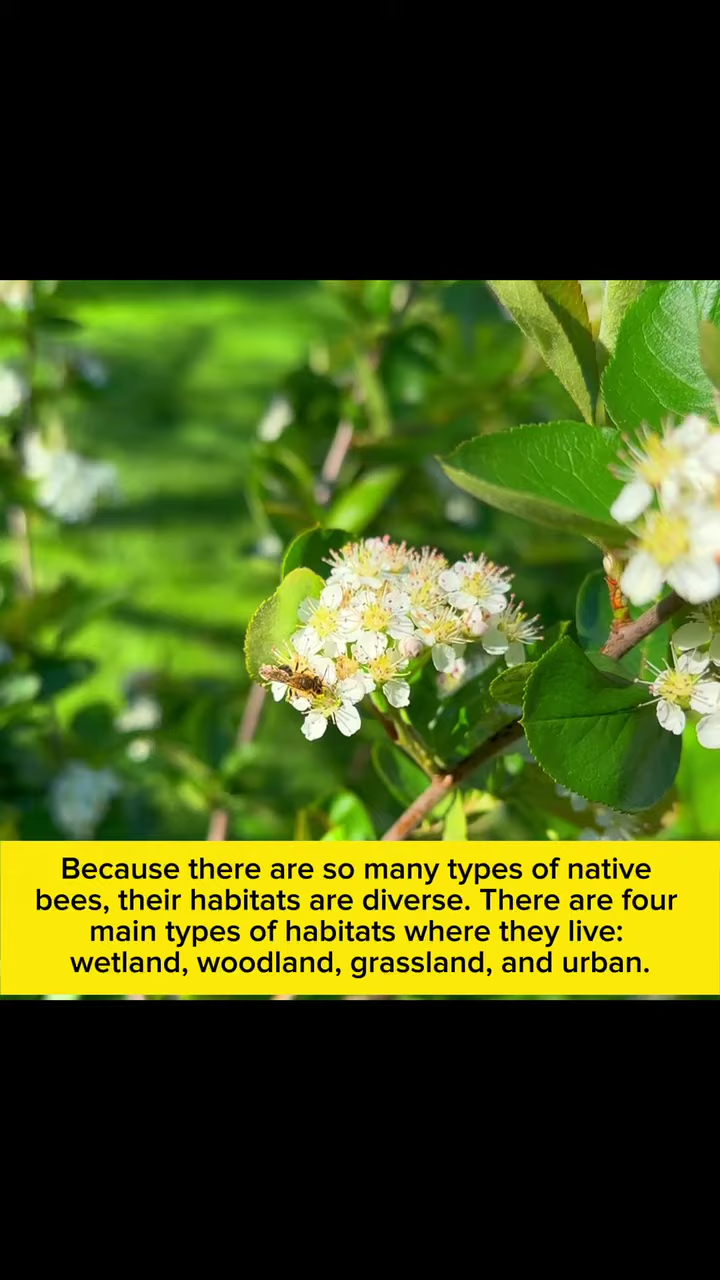 Because there are so many types of native
bees, their habitats are diverse. There are four
main types of habitats where they live:
wetland, woodland, grassland, and urban.